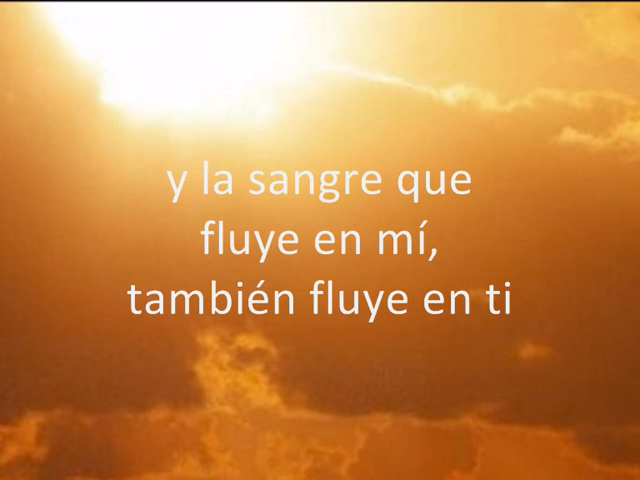 y la sangre que
fluye en mí,
también fluye en ti